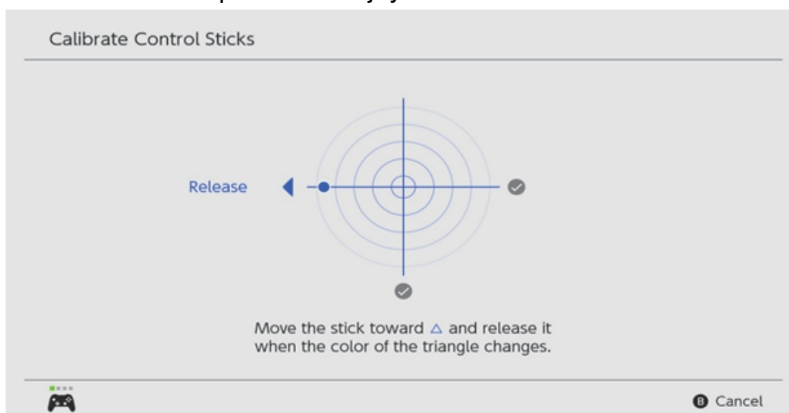 Calibrate Control Sticks
Release
Move the stick toward △ and release it
when the color of the triangle changes.
B Cancel